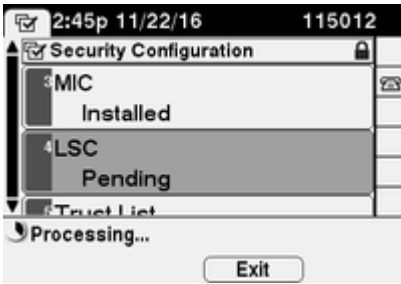 2:45p 11/22/16 115012
Security Configuration
3 MIC
Installed
4 LSC
Pending
Trust List
Processing...
Exit